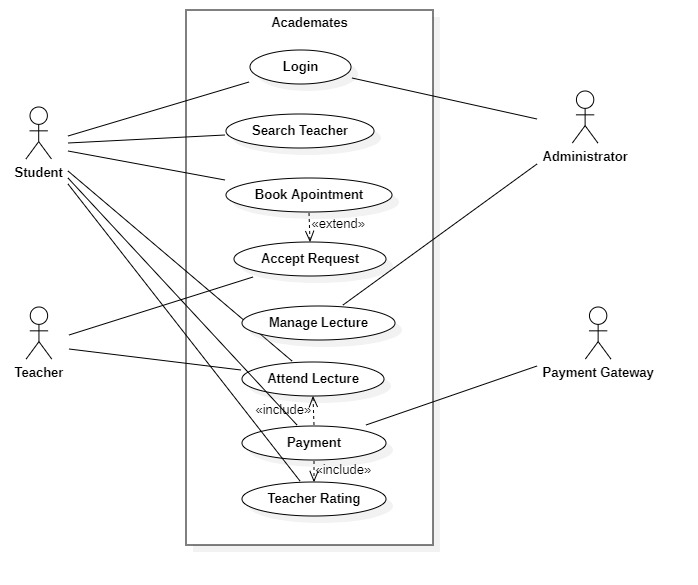 Academates
Login
Search Teacher
Student
Administrator
Book Apointment
«extend»
Accept Request
Manage Lecture
Teacher
Payment Gateway
Attend Lecture
«include»
Payment
«include»
Teacher Rating